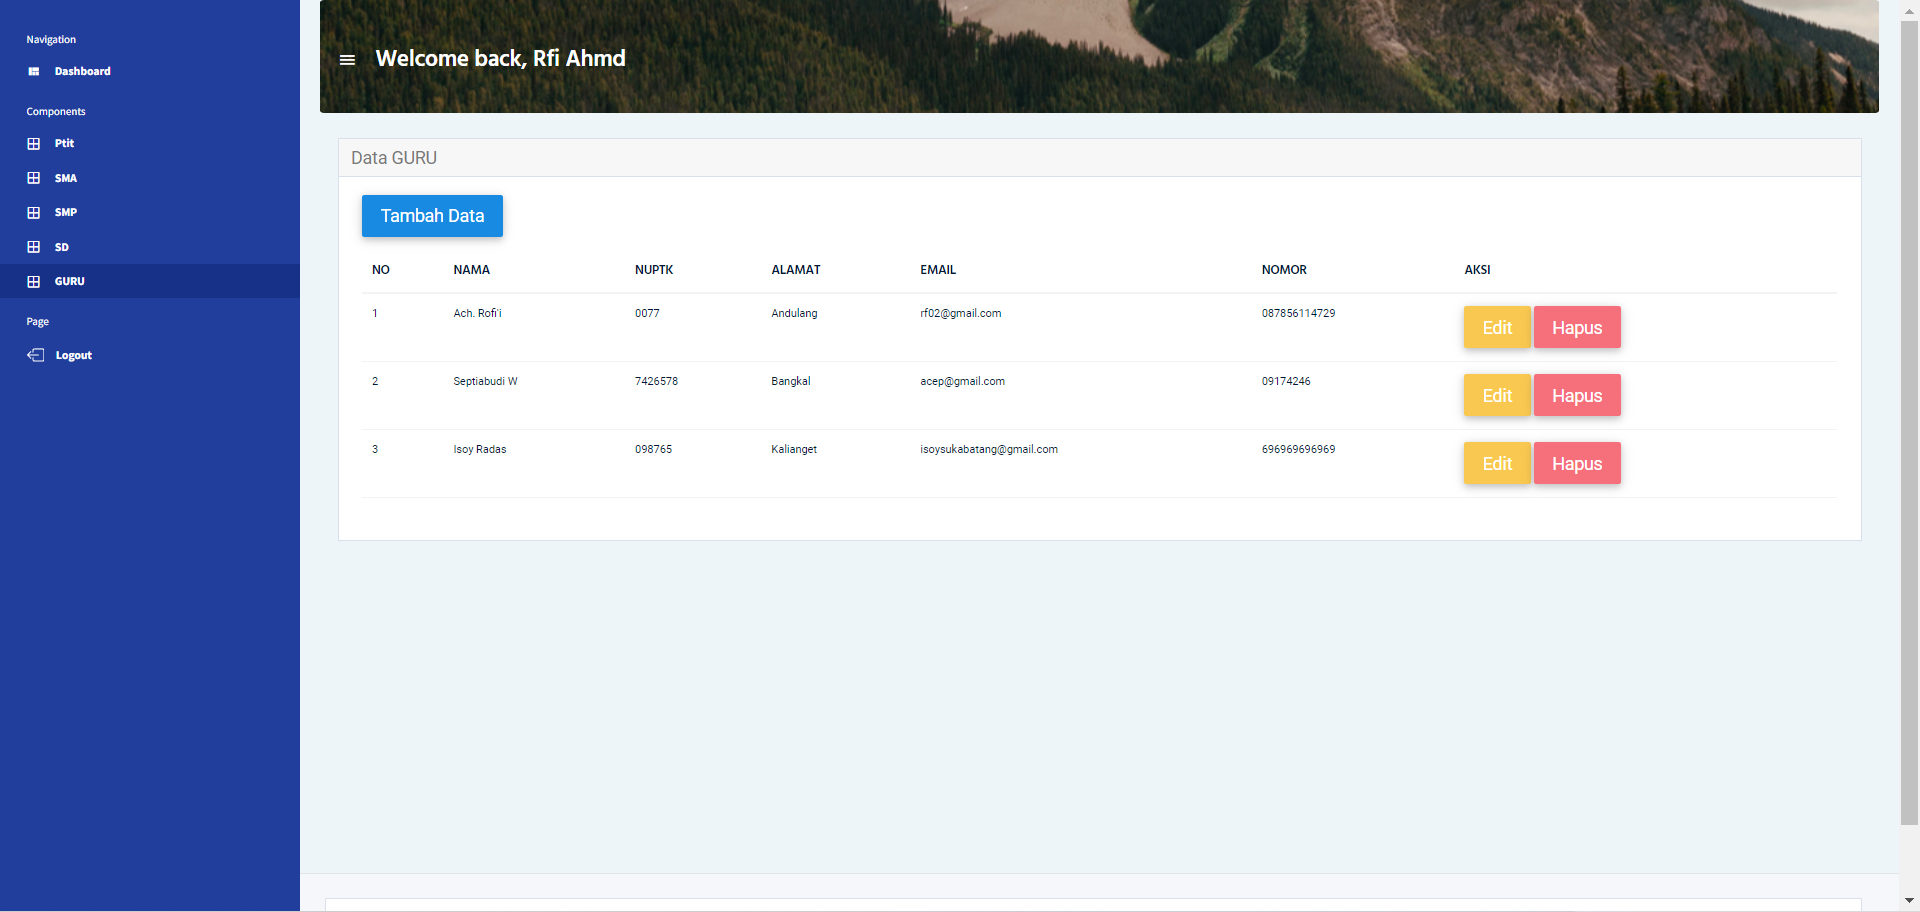 Navigation
Dashboard
Components
Ptit
SMA
SMP
SD
GURU
Page
Logout
Welcome back, Rfi Ahmd
Data GURU
Tambah Data
NO NAMA NUPTK ALAMAT EMAIL NOMOR AKSI
1 Ach. Rofi'i 0077 Andulang rf02@gmail.com 087856114729 Edit Hapus
2 Septiabudi W 7426578 Bangkal acep@gmail.com 09174246 Edit Hapus
3 Isoy Radas 098765 Kalianget isoysukabatang@gmail.com 696969696969 Edit Hapus